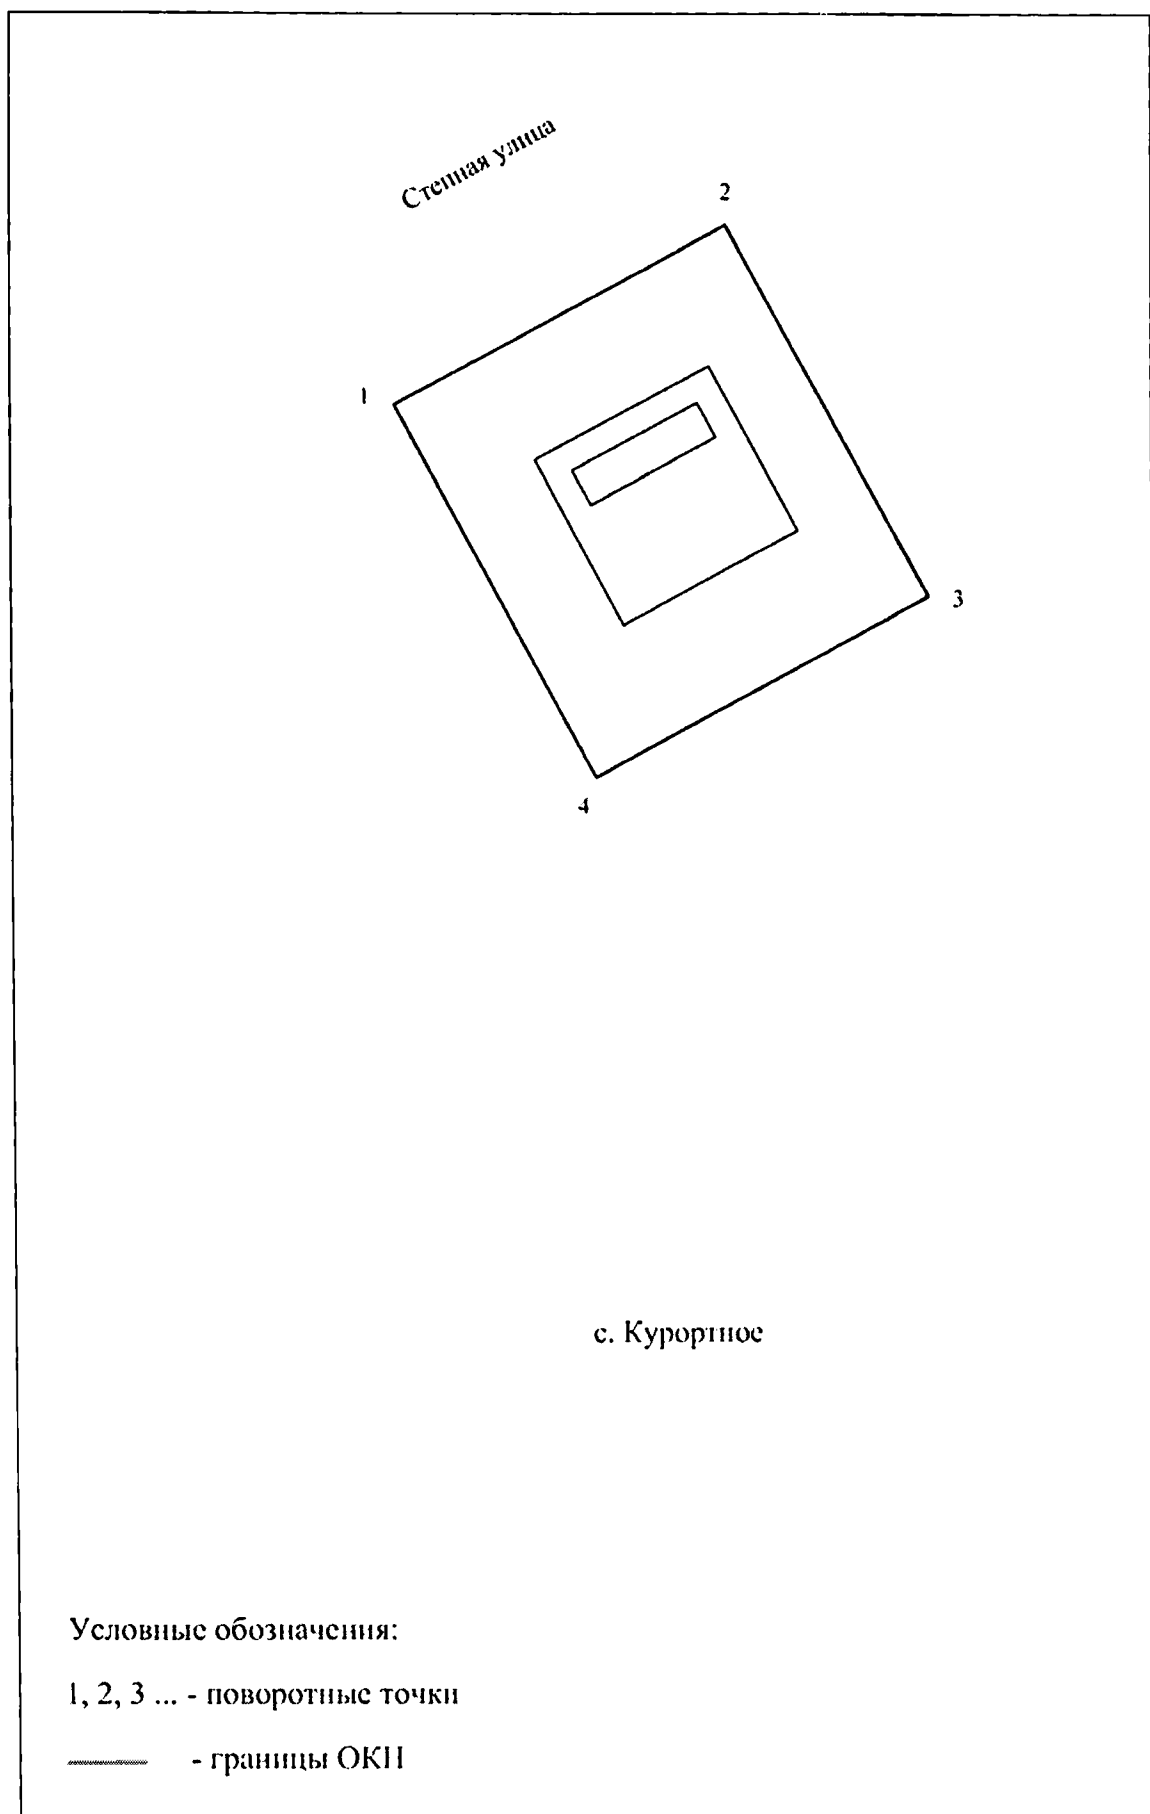 Степная улица
2
1
3
4
с. Курортное
Условные обозначения:
1, 2, 3 ... - поворотные точки
- границы ОКН